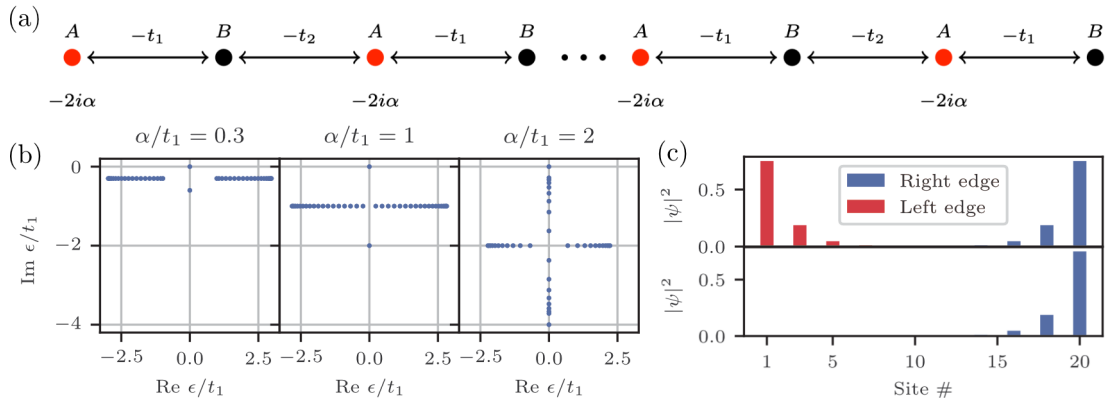 (a)
A B A B A B A B
−t₁ −t₂ −t₁ −t₁ −t₂ −t₁
• • •
−2iα −2iα −2iα −2iα
(b)
α/t₁ = 0.3 α/t₁ = 1 α/t₁ = 2
Im ϵ/t₁
0
−2
−4
−2.5 0.0 2.5 −2.5 0.0 2.5 −2.5 0.0 2.5
Re ϵ/t₁ Re ϵ/t₁ Re ϵ/t₁
(c)
|ψ|²
0.5
0.0
Right edge
Left edge
|ψ|²
0.5
0.0
1 5 10 15 20
Site #